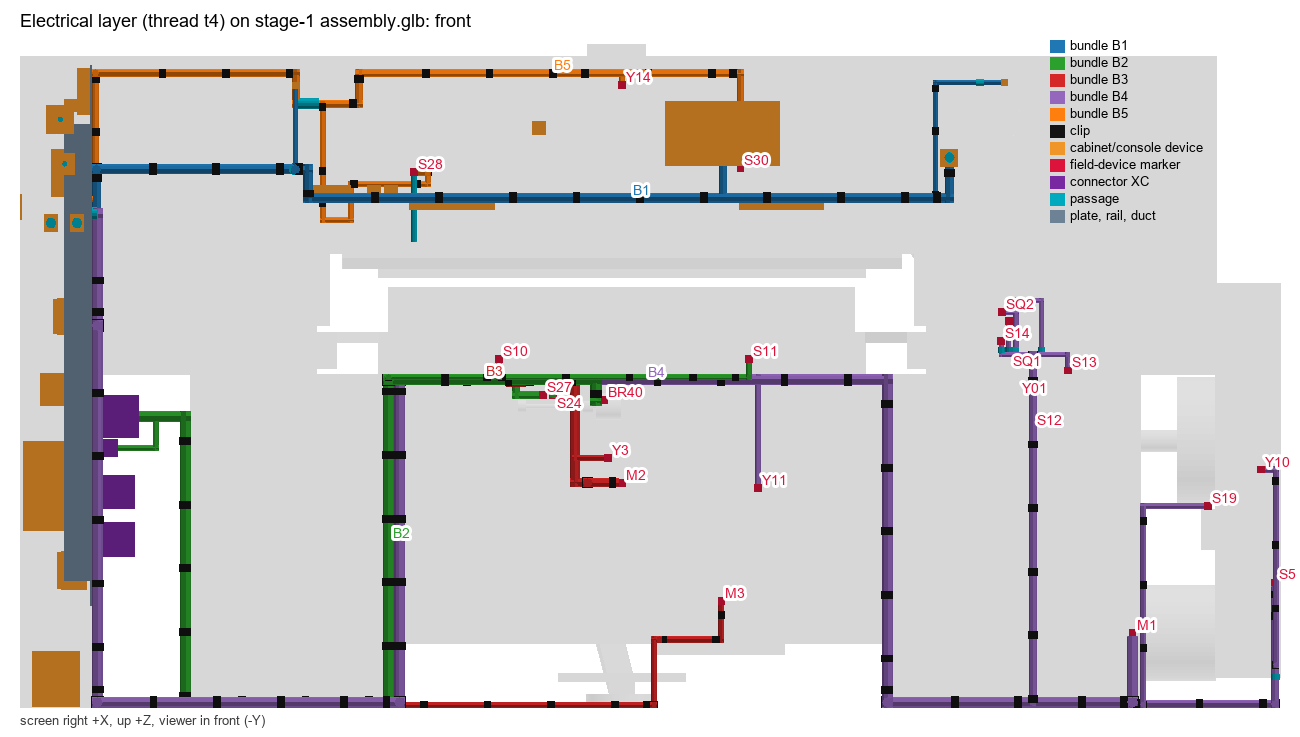 Electrical layer (thread t4) on stage-1 assembly.glb: front
bundle B1
bundle B2
bundle B3
bundle B4
bundle B5
clip
cabinet/console device
field-device marker
connector XC
passage
plate, rail, duct
B5
Y14
S28
S30
B1
SQ2
S14
SQ1
S13
Y01
S12
S10
B3
B4
S11
S27
S24
BR40
Y3
M2
Y11
B2
M3
Y10
S19
S5
M1
screen right +X, up +Z, viewer in front (-Y)